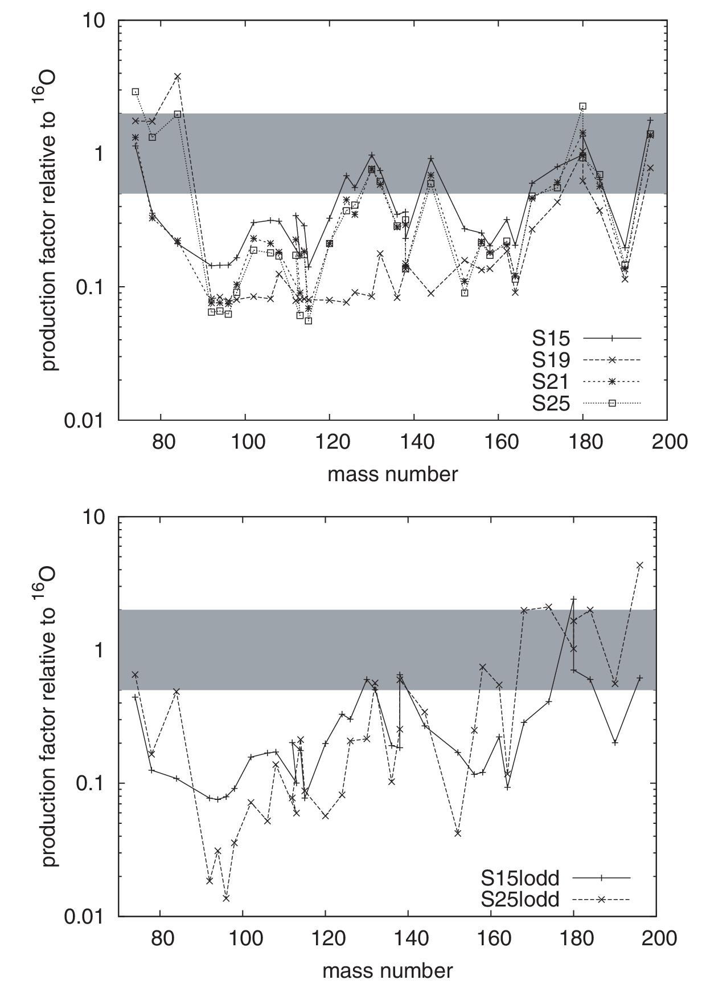 10
1
0.1
0.01
production factor relative to ¹⁶O
80 100 120 140 160 180 200
mass number
S15
S19
S21
S25
10
1
0.1
0.01
production factor relative to ¹⁶O
80 100 120 140 160 180 200
mass number
S15lodd
S25lodd